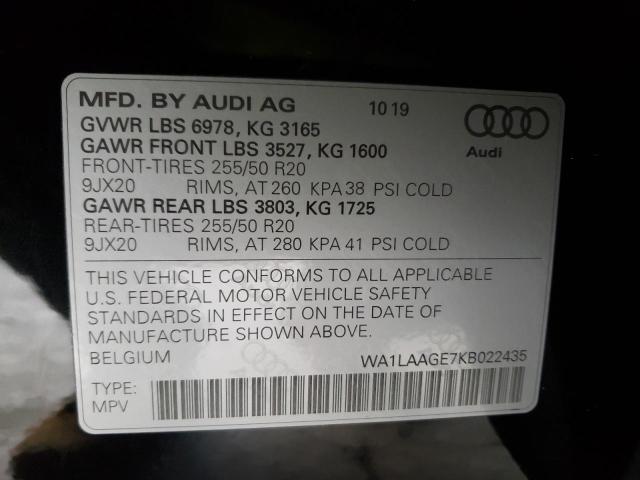 MFD. BY AUDI AG 10 19
GVWR LBS 6978, KG 3165
GAWR FRONT LBS 3527, KG 1600
Audi
FRONT-TIRES 255/50 R20
9JX20 RIMS, AT 260 KPA 38 PSI COLD
GAWR REAR LBS 3803, KG 1725
REAR-TIRES 255/50 R20
9JX20 RIMS, AT 280 KPA 41 PSI COLD
THIS VEHICLE CONFORMS TO ALL APPLICABLE
U.S. FEDERAL MOTOR VEHICLE SAFETY
STANDARDS IN EFFECT ON THE DATE OF
MANUFACTURE SHOWN ABOVE.
BELGIUM WA1LAAGE7KB022435
TYPE:
MPV